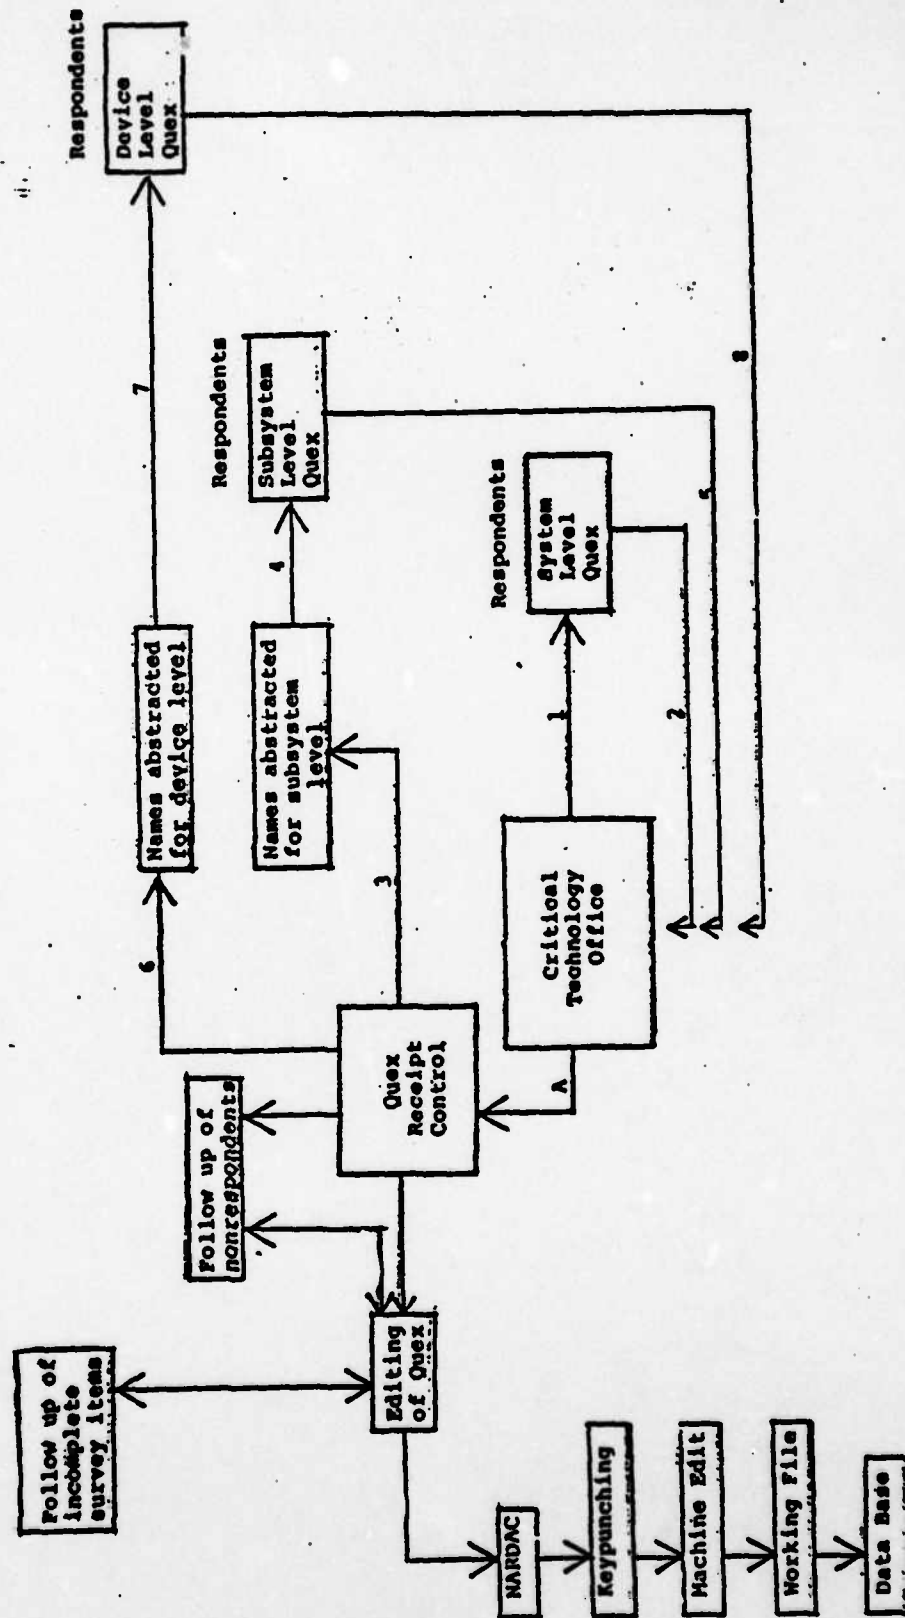 Follow up of
incomplete
survey items
Follow up of
nonrespondents
6
Names abstracted
for device level
7
Respondents
Device
Level
Quex
Editing
of Quex
Quex
Receipt
Control
3
Names abstracted
for subsystem
level
4
Respondents
Subsystem
Level
Quex
A
Critical
Technology
Office
1
Respondents
System
Level
Quex
2
5
8
NARDAC
Keypunching
Machine Edit
Working File
Data Base